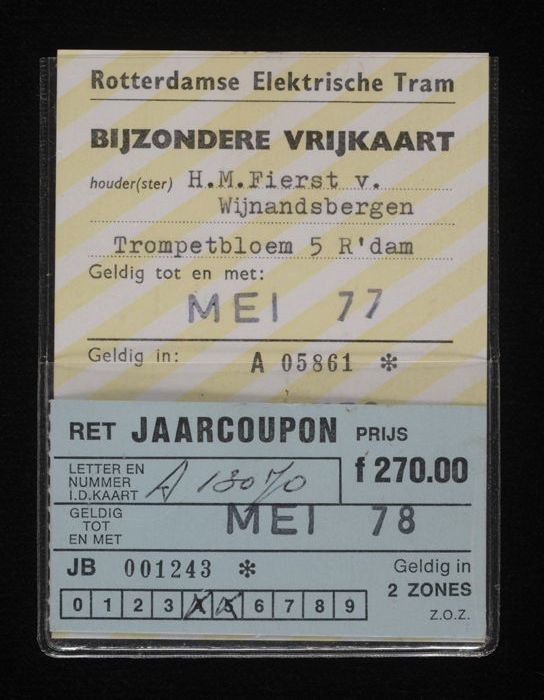 Rotterdamse Elektrische Tram
BIJZONDERE VRIJKAART
houder(ster) H.M.Fierst v.
Wijnandsbergen
Trompetbloem 5 R'dam
Geldig tot en met:
MEI 77
Geldig in: A 05861 *
RET JAARCOUPON PRIJS
LETTER EN
NUMMER
I.D.KAART A 13070
f 270.00
GELDIG
TOT
EN MET MEI 78
JB 001243 *
Geldig in
2 ZONES
Z.O.Z.
0 1 2 3 4 5 6 7 8 9